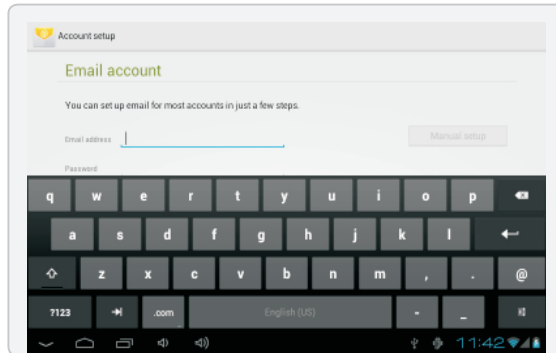 Account setup
Email account
You can set up email for most accounts in just a few steps.
Email address
Manual setup
Password
q w e r t y u i o p
a s d f g h j k l
z x c v b n m , . @
?123 .com English (US) - _
11:42